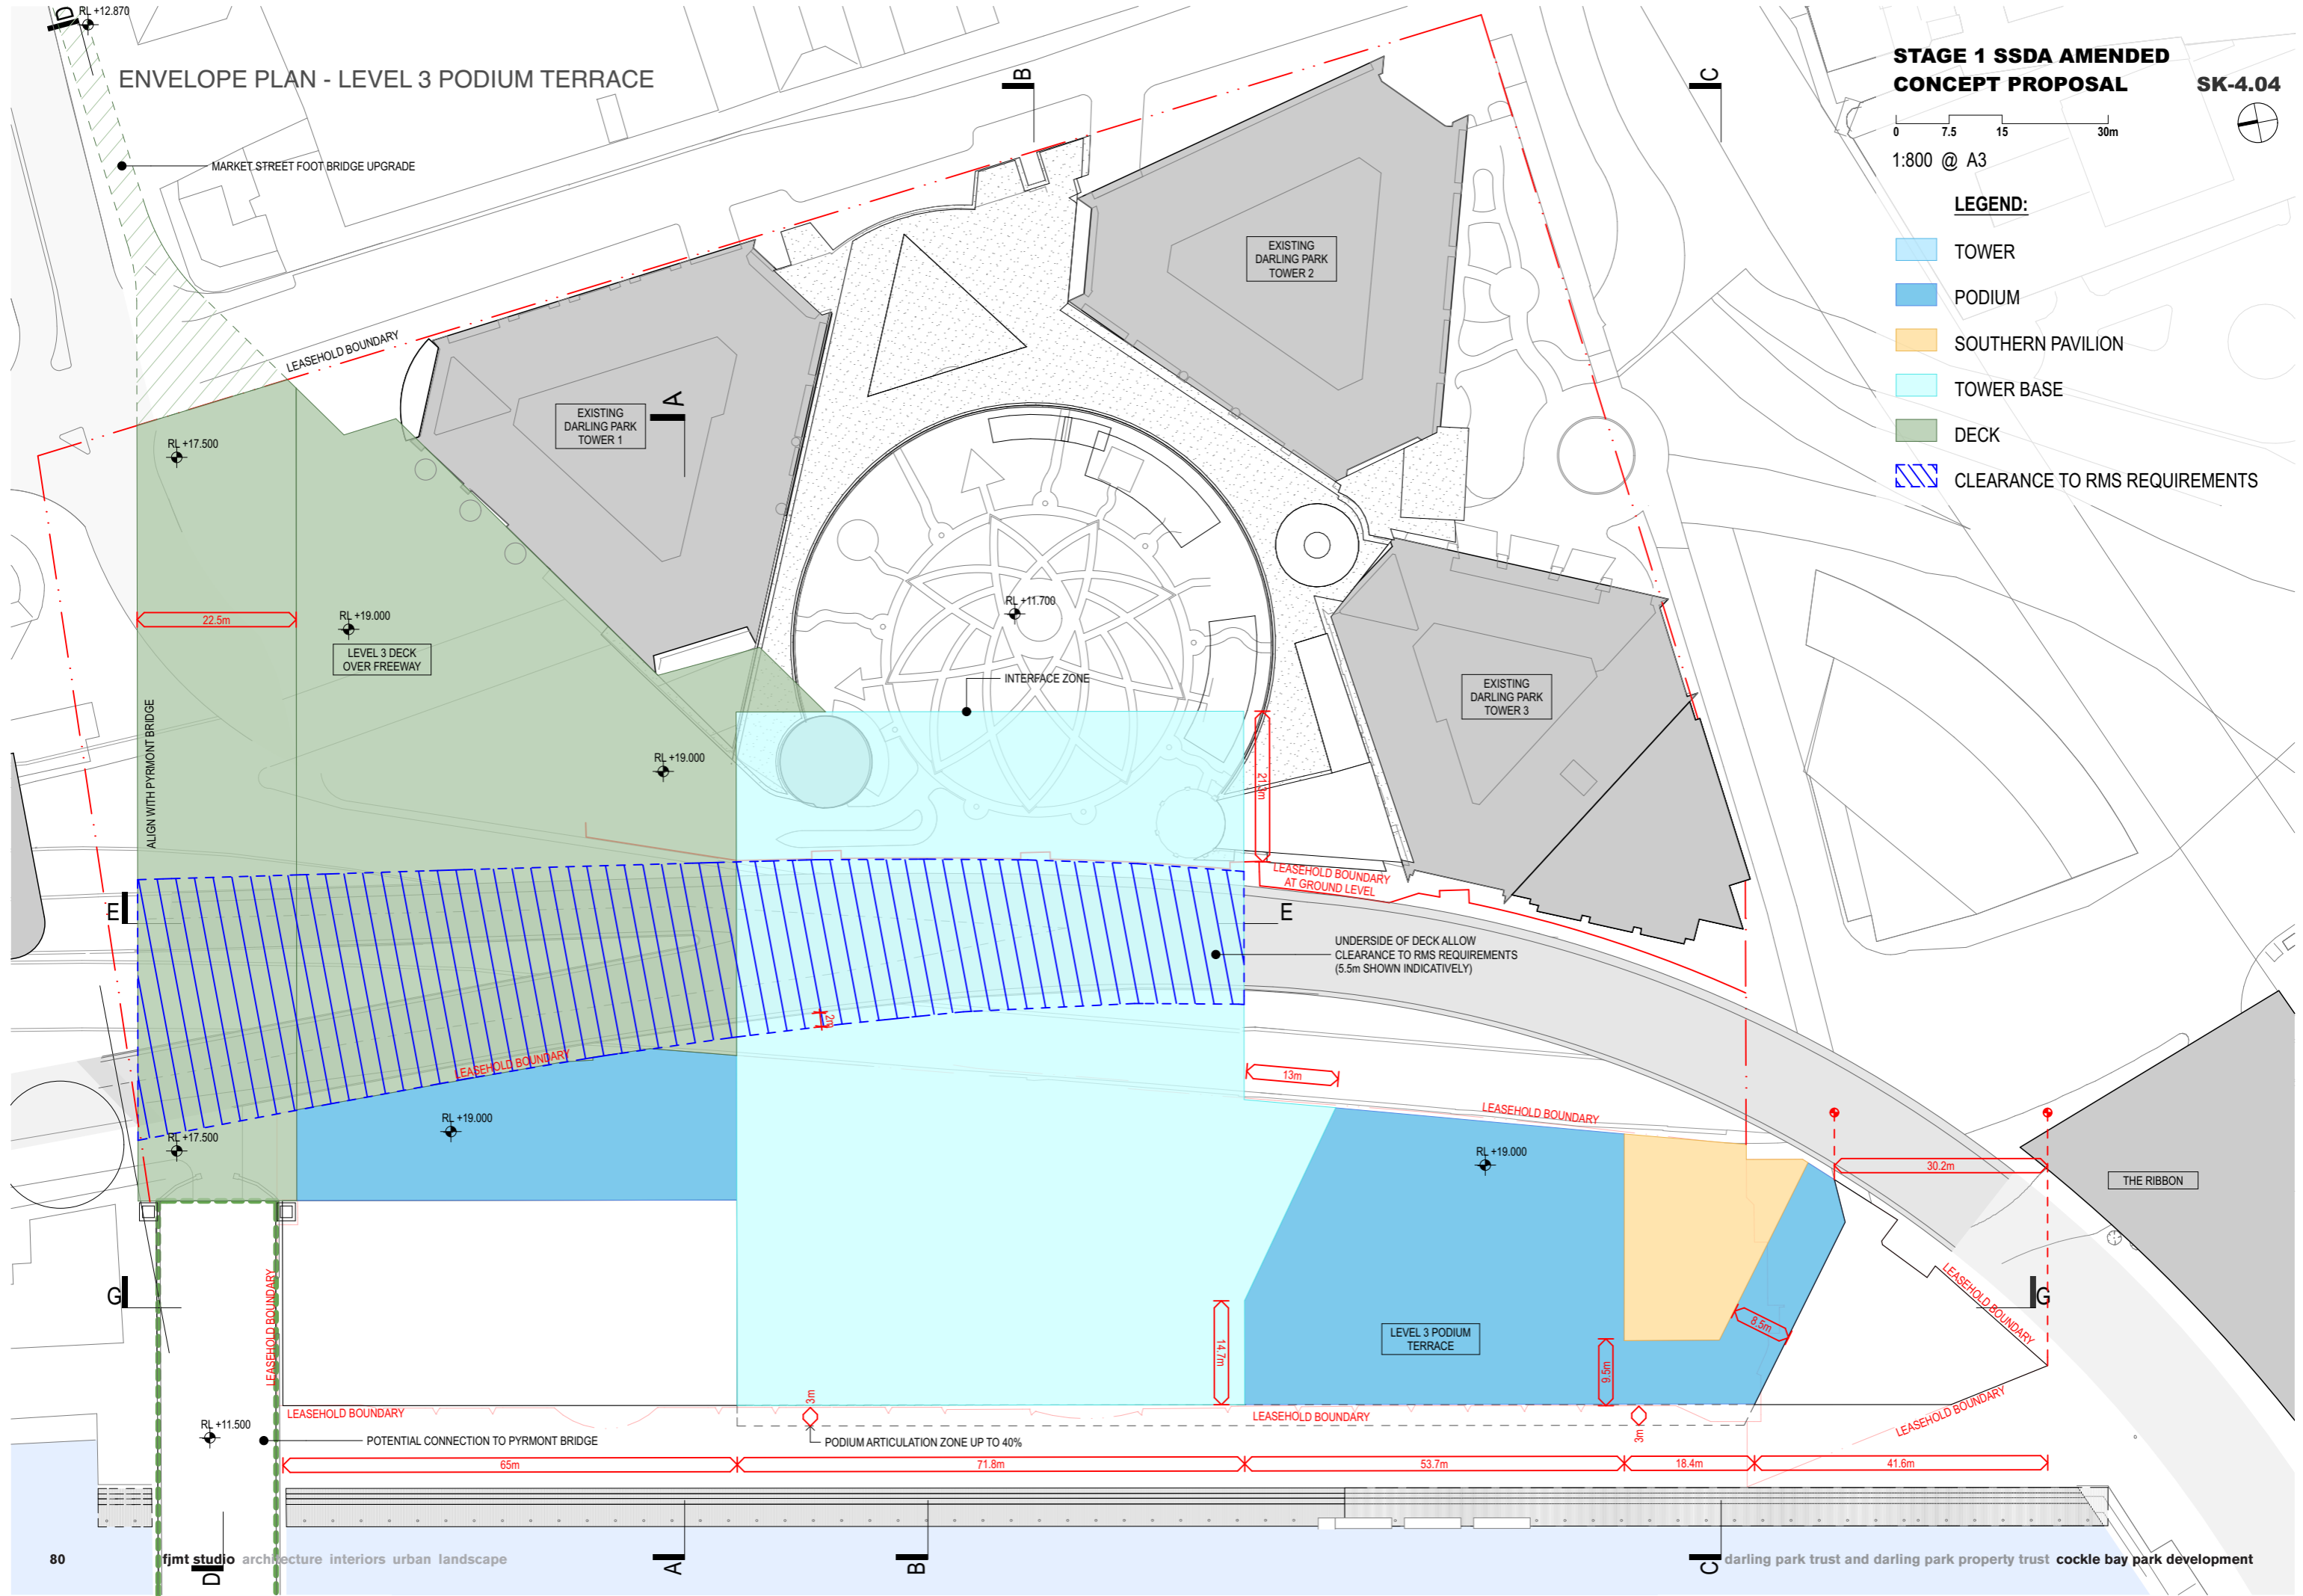 RL +12.870
D
ENVELOPE PLAN - LEVEL 3 PODIUM TERRACE
B
C
STAGE 1 SSDA AMENDED
CONCEPT PROPOSAL
SK-4.04
0 7.5 15 30m
1:800 @ A3
MARKET STREET FOOT BRIDGE UPGRADE
LEGEND:
TOWER
PODIUM
SOUTHERN PAVILION
TOWER BASE
DECK
CLEARANCE TO RMS REQUIREMENTS
EXISTING
DARLING PARK
TOWER 2
LEASEHOLD BOUNDARY
EXISTING
DARLING PARK
TOWER 1
A
RL +17.500
22.5m
RL +19.000
LEVEL 3 DECK
OVER FREEWAY
RL +11.700
INTERFACE ZONE
EXISTING
DARLING PARK
TOWER 3
ALIGN WITH PYRMONT BRIDGE
RL +19.000
21.3m
LEASEHOLD BOUNDARY
AT GROUND LEVEL
E
E
UNDERSIDE OF DECK ALLOW
CLEARANCE TO RMS REQUIREMENTS
(5.5m SHOWN INDICATIVELY)
2m
LEASEHOLD BOUNDARY
13m
LEASEHOLD BOUNDARY
RL +19.000
RL +17.500
RL +19.000
30.2m
THE RIBBON
G
G
LEASEHOLD BOUNDARY
LEASEHOLD BOUNDARY
8.5m
LEVEL 3 PODIUM
TERRACE
14.7m
9.5m
3m
LEASEHOLD BOUNDARY
LEASEHOLD BOUNDARY
LEASEHOLD BOUNDARY
3m
RL +11.500
POTENTIAL CONNECTION TO PYRMONT BRIDGE
PODIUM ARTICULATION ZONE UP TO 40%
65m
71.8m
53.7m
18.4m
41.6m
80
fjmt studio architecture interiors urban landscape
D
A
B
C
darling park trust and darling park property trust cockle bay park development